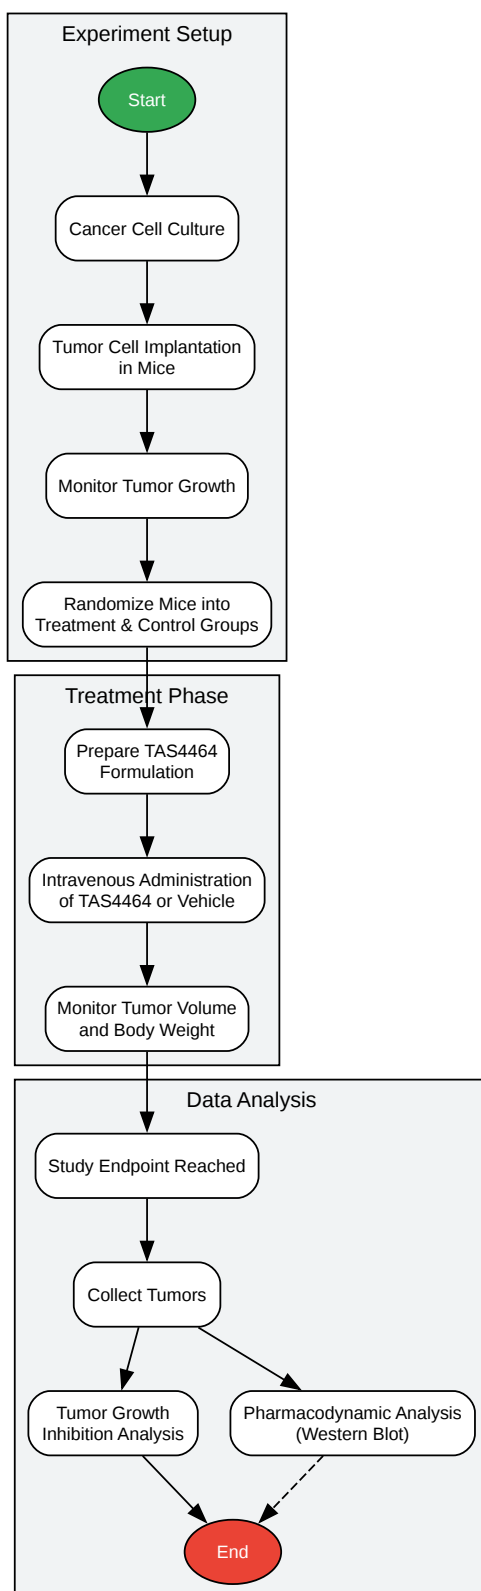 Experiment Setup
Start
Cancer Cell Culture
Tumor Cell Implantation
in Mice
Monitor Tumor Growth
Randomize Mice into
Treatment & Control Groups
Treatment Phase
Prepare TAS4464
Formulation
Intravenous Administration
of TAS4464 or Vehicle
Monitor Tumor Volume
and Body Weight
Data Analysis
Study Endpoint Reached
Collect Tumors
Tumor Growth
Inhibition Analysis
Pharmacodynamic Analysis
(Western Blot)
End